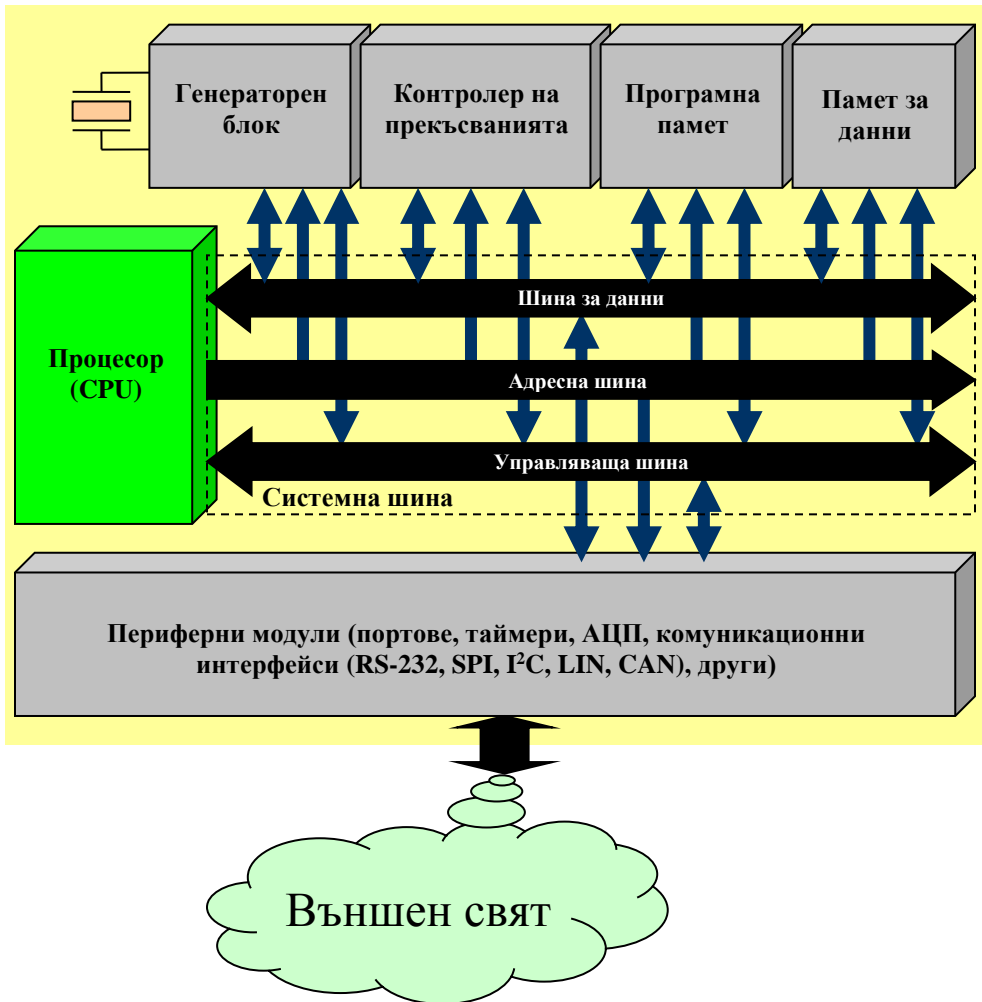 Генераторен
блок
Контролер на
прекъсванията
Програмна
памет
Памет за
данни
Шина за данни
Процесор
(CPU)
Адресна шина
Управляваща шина
Системна шина
Периферни модули (портове, таймери, АЦП, комуникационни
интерфейси (RS-232, SPI, I²C, LIN, CAN), други)
Външен свят